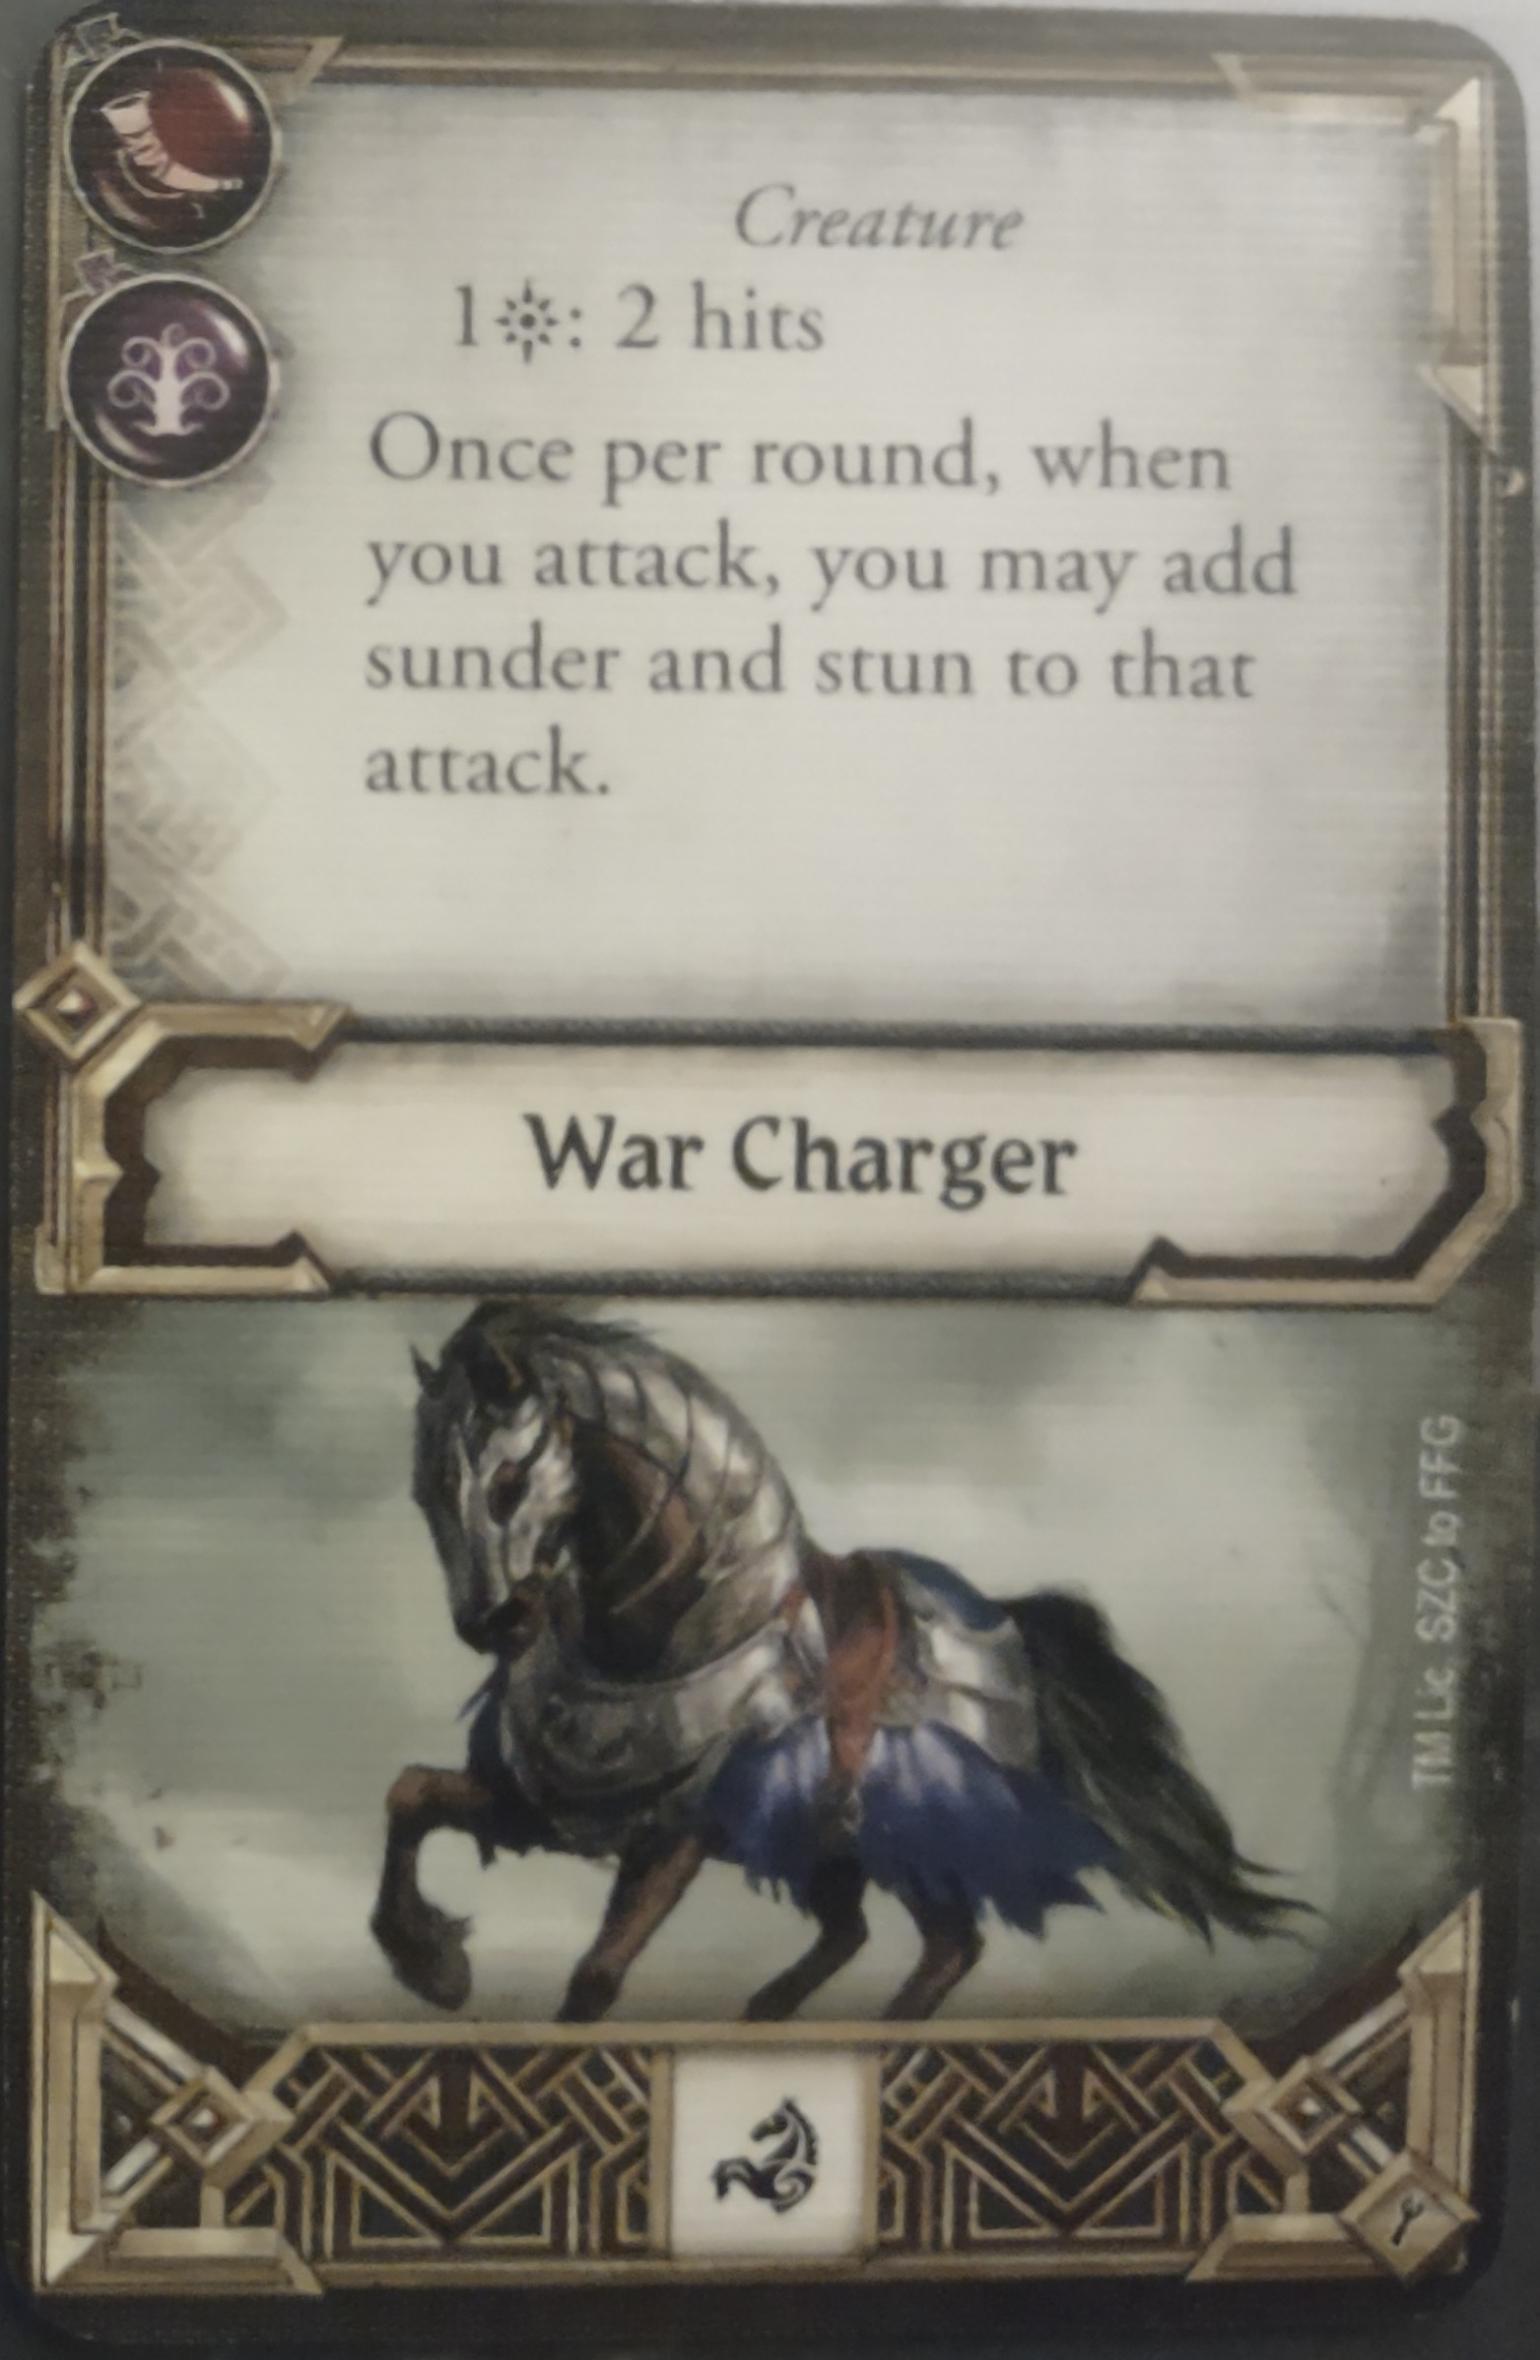 Creature
1☀: 2 hits
Once per round, when
you attack, you may add
sunder and stun to that
attack.
War Charger
TM Lic. SZC to FFG